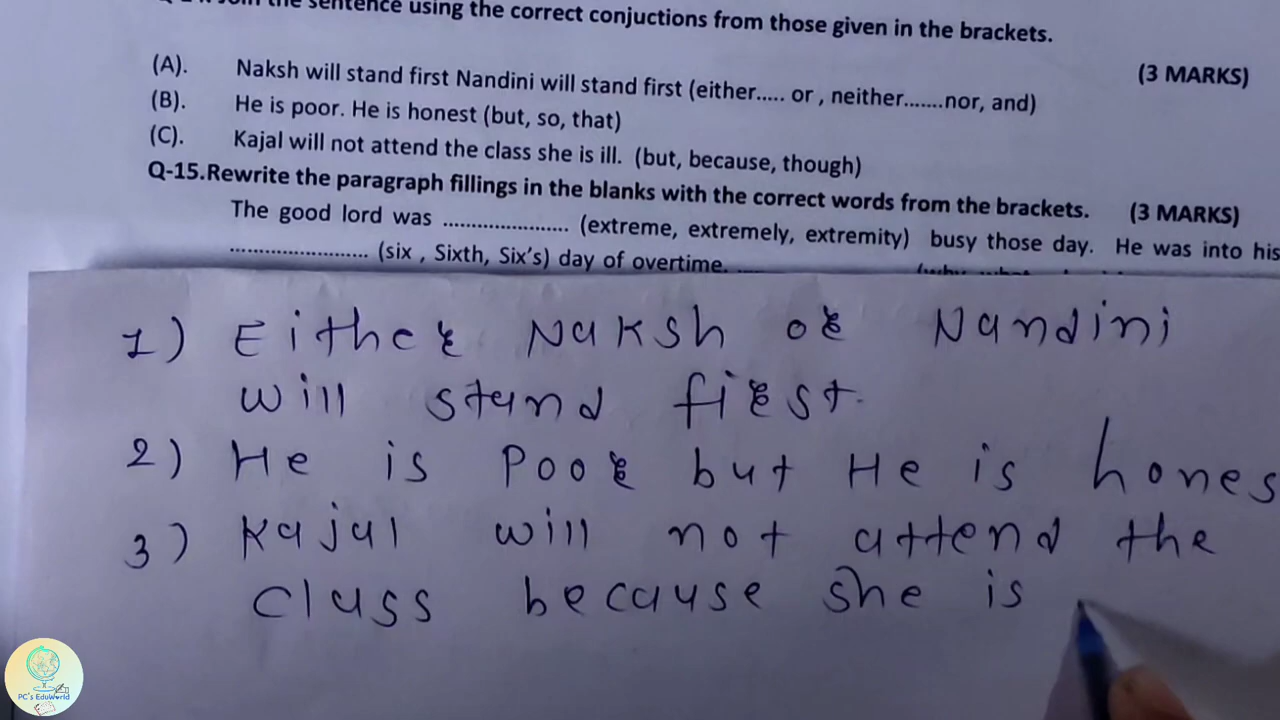 the sentence using the correct conjuctions from those given in the brackets.
(3 MARKS)
(A). Naksh will stand first Nandini will stand first (either..... or , neither.......nor, and)
(B). He is poor. He is honest (but, so, that)
(C). Kajal will not attend the class she is ill. (but, because, though)
Q-15.Rewrite the paragraph fillings in the blanks with the correct words from the brackets. (3 MARKS)
The good lord was ...................... (extreme, extremely, extremity) busy those day. He was into his
........................ (six , Sixth, Six's) day of overtime.
1) Either Naksh or Nandini
will stand first.
2) He is Poor but He is hones
3) Kajal will not attend the
class because she is
PC's EduWorld